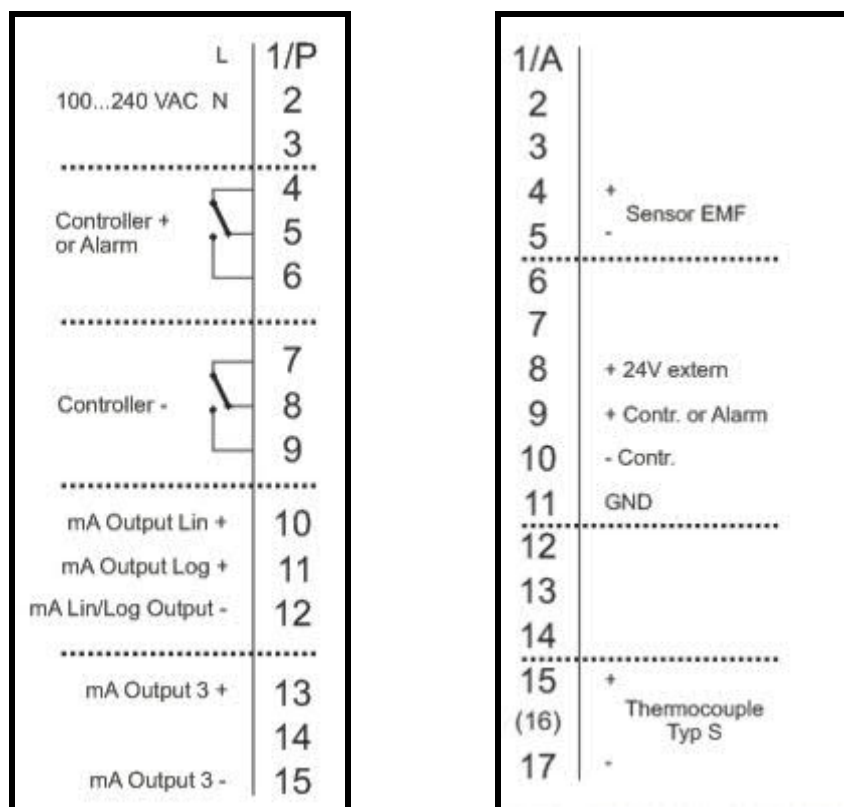 L 1/P
100...240 VAC N 2
3
4
Controller +
or Alarm
5
6
7
Controller - 8
9
mA Output Lin + 10
mA Output Log + 11
mA Lin/Log Output - 12
mA Output 3 + 13
14
mA Output 3 - 15
1/A
2
3
4 +
Sensor EMF
5 -
6
7
8 + 24V extern
9 + Contr. or Alarm
10 - Contr.
11 GND
12
13
14
15 +
(16) Thermocouple
Typ S
17 -